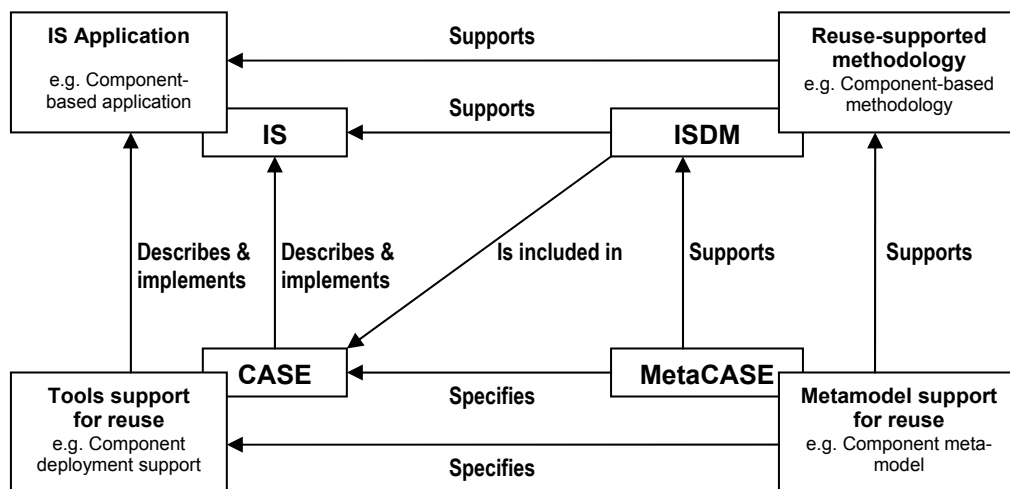 IS Application
e.g. Component-
based application
Supports
Reuse-supported
methodology
e.g. Component-based
methodology
IS
Supports
ISDM
Describes &
implements
Describes &
implements
Is included in
Supports
Supports
CASE
Specifies
MetaCASE
Tools support
for reuse
e.g. Component
deployment support
Specifies
Metamodel support
for reuse
e.g. Component meta-
model